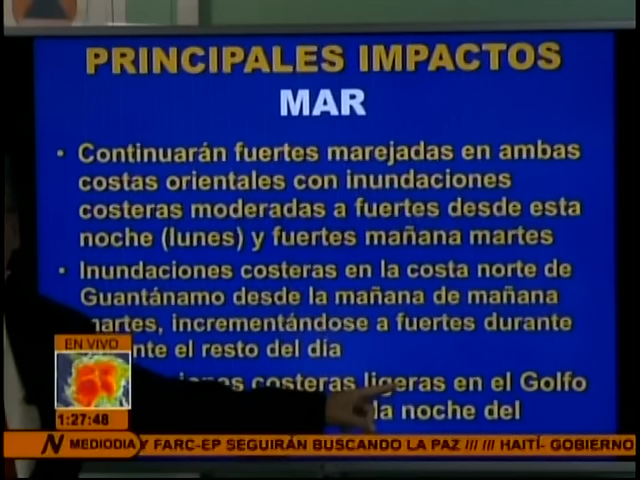 PRINCIPALES IMPACTOS
MAR
• Continuarán fuertes marejadas en ambas
costas orientales con inundaciones
costeras moderadas a fuertes desde esta
noche (lunes) y fuertes mañana martes
• Inundaciones costeras en la costa norte de
Guantánamo desde la mañana de mañana
martes, incrementándose a fuertes durante
nte el resto del día
nes costeras ligeras en el Golfo
la noche del
EN VIVO
1:27:48
N MEDIODIA Y FARC-EP SEGUIRÁN BUSCANDO LA PAZ /// /// HAITÍ- GOBIERNO